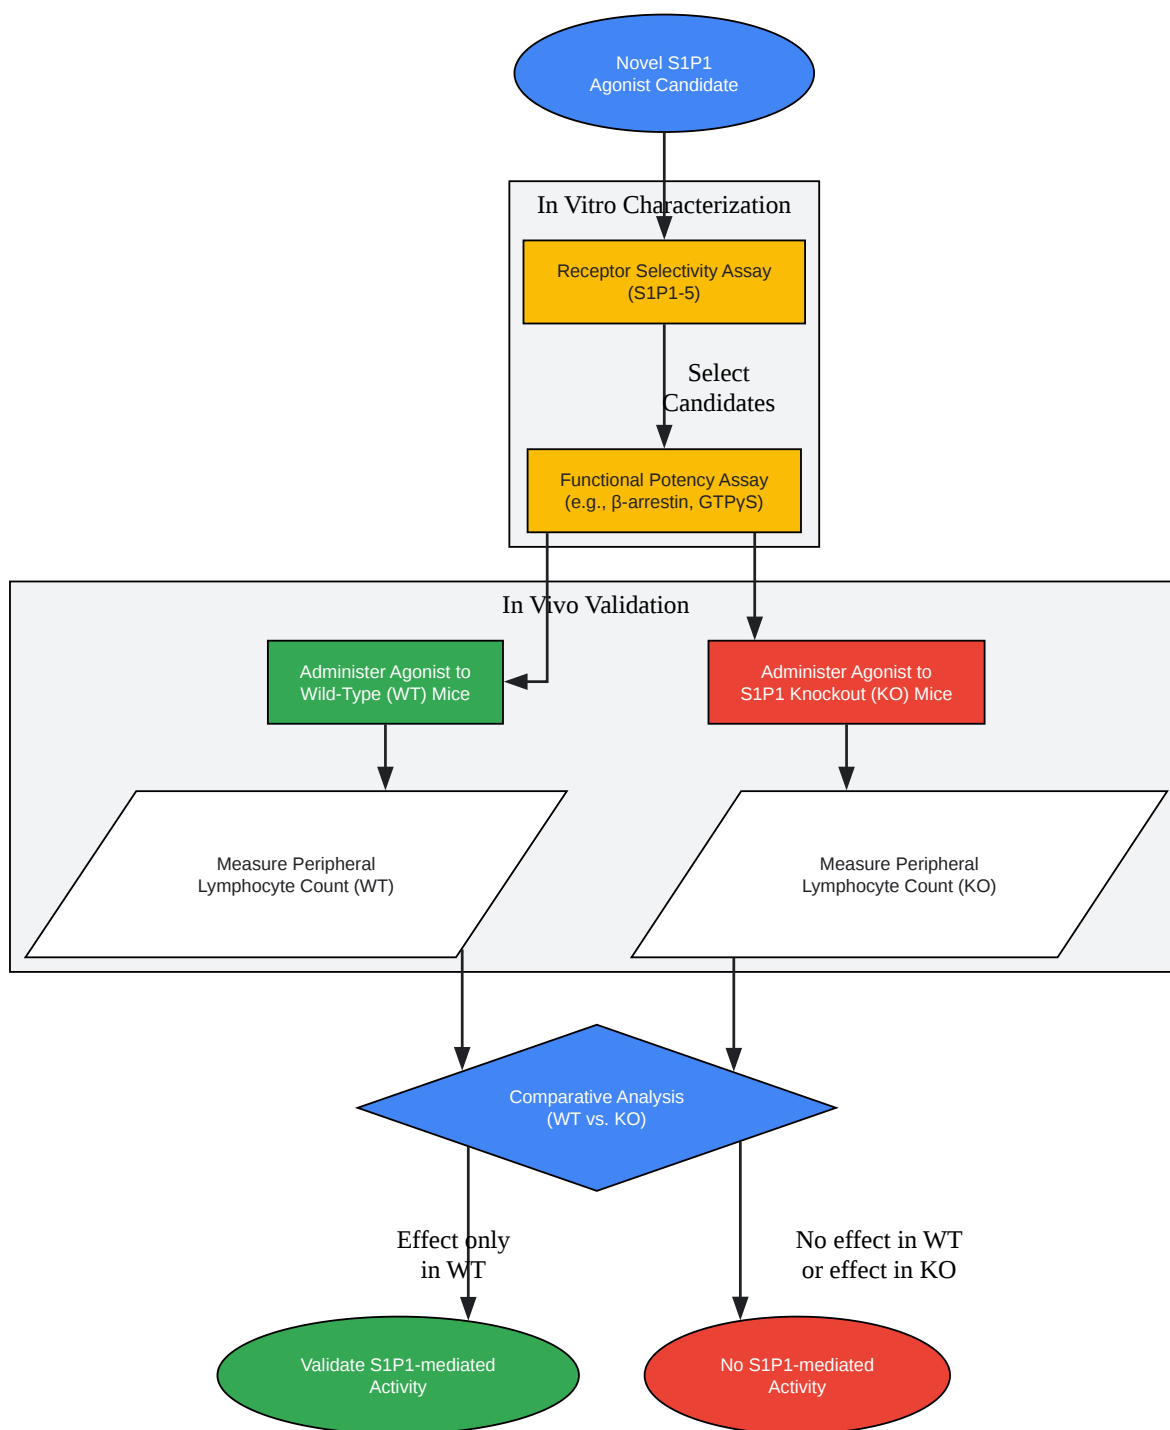 Novel S1P1
Agonist Candidate
In Vitro Characterization
Receptor Selectivity Assay
(S1P1-5)
Select
Candidates
Functional Potency Assay
(e.g., β-arrestin, GTPγS)
In Vivo Validation
Administer Agonist to
Wild-Type (WT) Mice
Administer Agonist to
S1P1 Knockout (KO) Mice
Measure Peripheral
Lymphocyte Count (WT)
Measure Peripheral
Lymphocyte Count (KO)
Comparative Analysis
(WT vs. KO)
Effect only
in WT
No effect in WT
or effect in KO
Validate S1P1-mediated
Activity
No S1P1-mediated
Activity